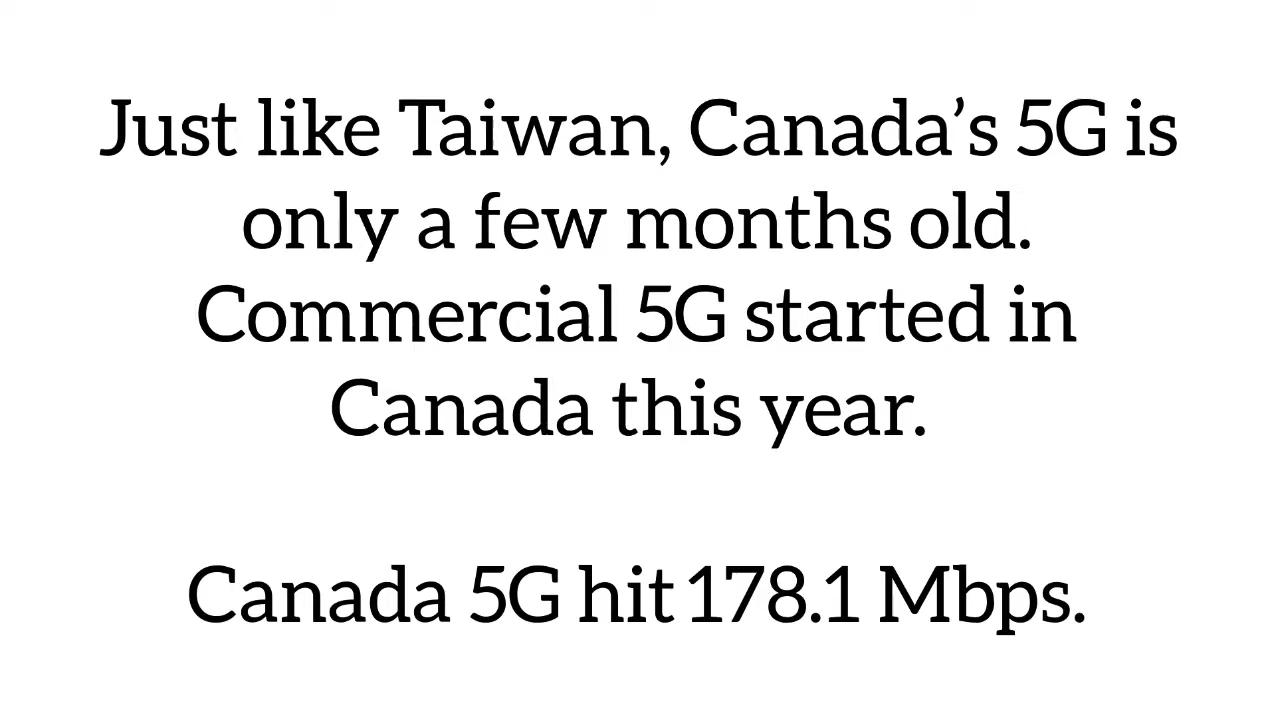 Just like Taiwan, Canada’s 5G is
only a few months old.
Commercial 5G started in
Canada this year.
Canada 5G hit 178.1 Mbps.